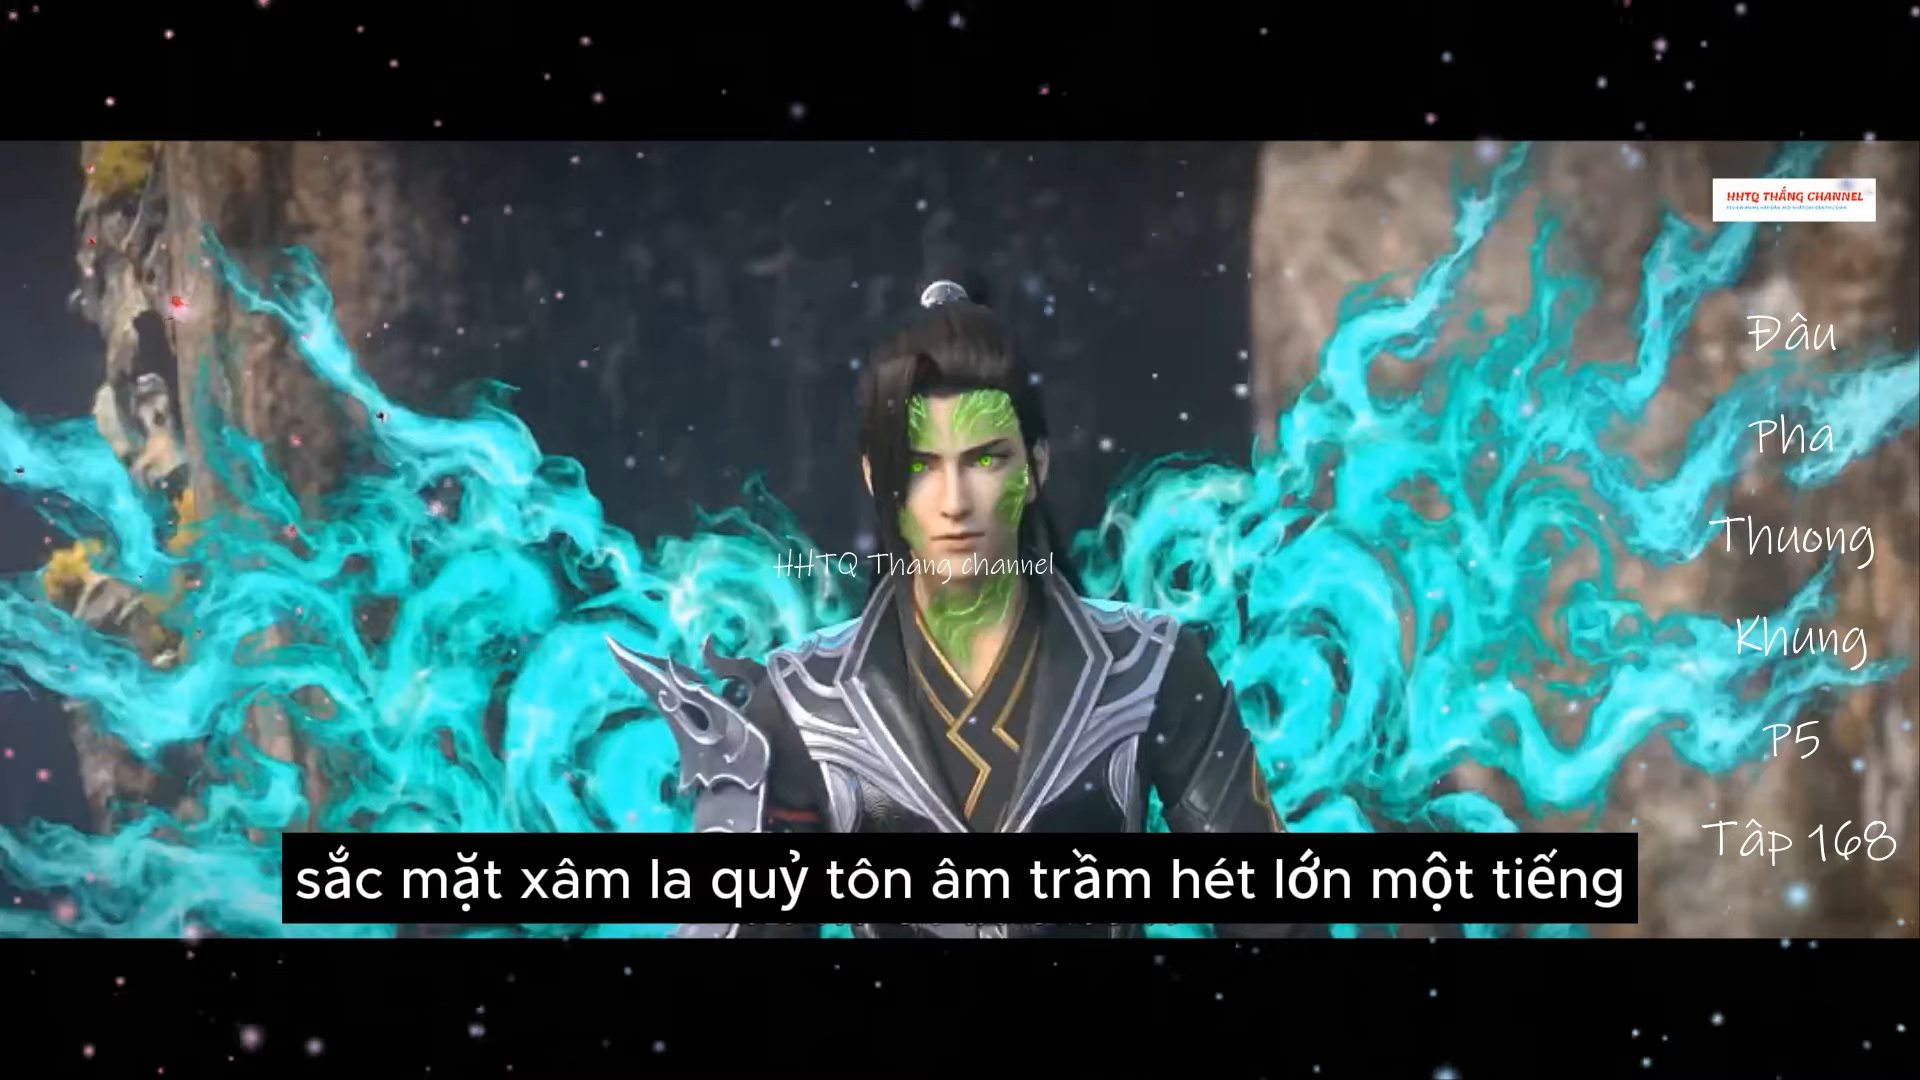 HHTQ THẮNG CHANNEL
Đâu
Pha
Thuong
Khung
P5
Tâp 168
HHTQ Thang channel
sắc mặt xâm la quỷ tôn âm trầm hét lớn một tiếng